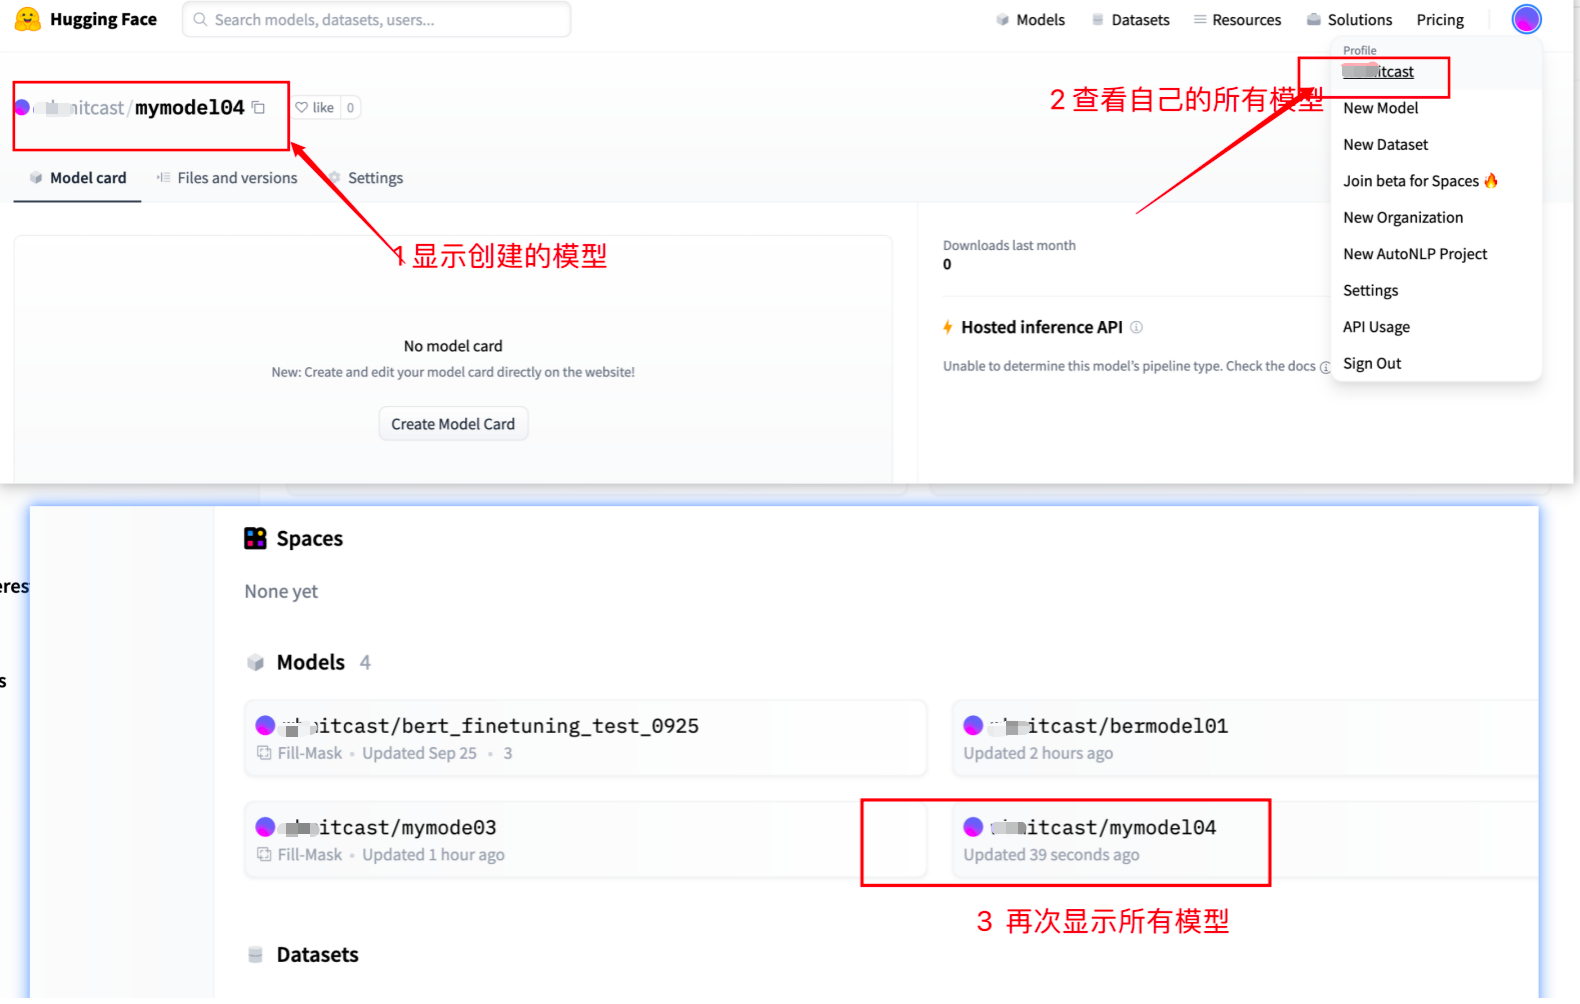 Hugging Face
Search models, datasets, users...
Models
Datasets
Resources
Solutions
Pricing
Profile
itcast
New Model
New Dataset
Join beta for Spaces 🔥
New Organization
New AutoNLP Project
Settings
API Usage
Sign Out
2 查看自己的所有模型
itcast/mymodel04
like 0
Model card
Files and versions
Settings
1 显示创建的模型
No model card
New: Create and edit your model card directly on the website!
Create Model Card
Downloads last month
0
Hosted inference API
Unable to determine this model's pipeline type. Check the docs
Spaces
None yet
Models 4
itcast/bert_finetuning_test_0925
Fill-Mask • Updated Sep 25 • 3
itcast/bermodel01
Updated 2 hours ago
itcast/mymode03
Fill-Mask • Updated 1 hour ago
itcast/mymodel04
Updated 39 seconds ago
3 再次显示所有模型
Datasets